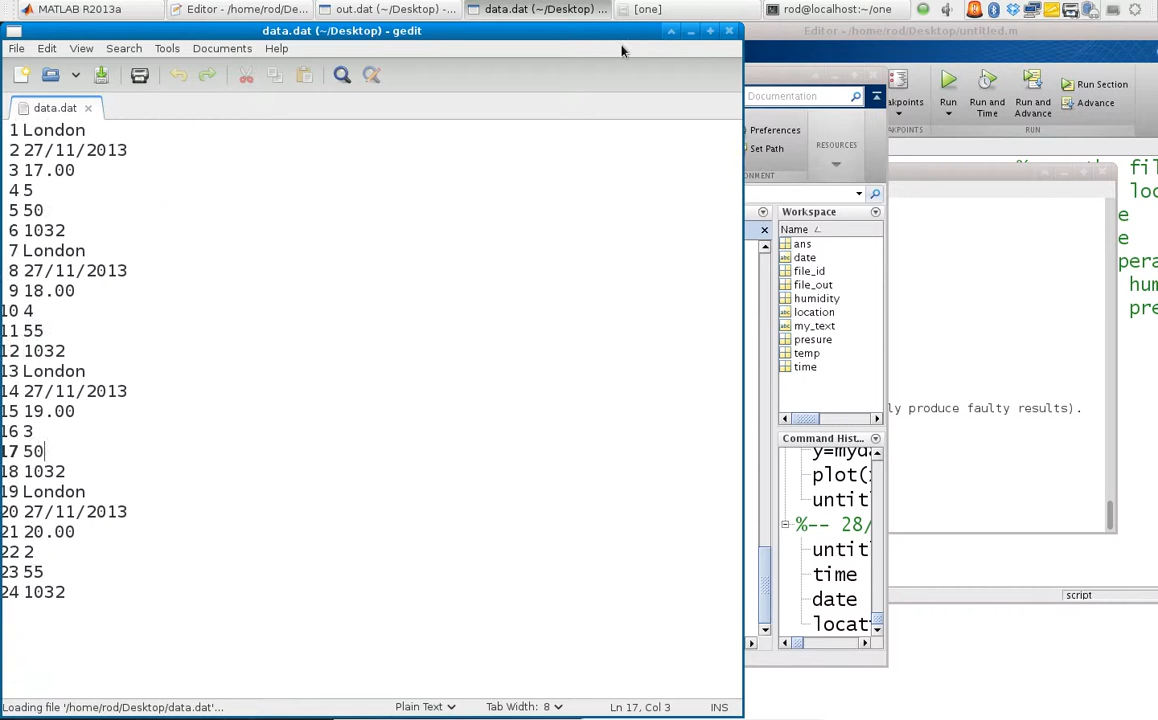 MATLAB R2013a
Editor - /home/rod/De...
out.dat (~/Desktop) - ...
data.dat (~/Desktop) ...
[one]
rod@localhost:~/one
data.dat (~/Desktop) - gedit
Editor - /home/rod/Desktop/untitled.m
File Edit View Search Tools Documents Help
data.dat
1 London
2 27/11/2013
3 17.00
4 5
5 50
6 1032
7 London
8 27/11/2013
9 18.00
10 4
11 55
12 1032
13 London
14 27/11/2013
15 19.00
16 3
17 50
18 1032
19 London
20 27/11/2013
21 20.00
22 2
23 55
24 1032
Loading file '/home/rod/Desktop/data.dat'...
Plain Text
Tab Width: 8
Ln 17, Col 3
INS
Documentation
Preferences
Set Path
RESOURCES
Run
Run and Time
Run and Advance
Run Section
Advance
RUN
Workspace
Name
ans
date
file_id
file_out
humidity
location
my_text
presure
temp
time
Command Hist...
plot(
%-- 28/
untit
time
date
locat
ly produce faulty results).
script